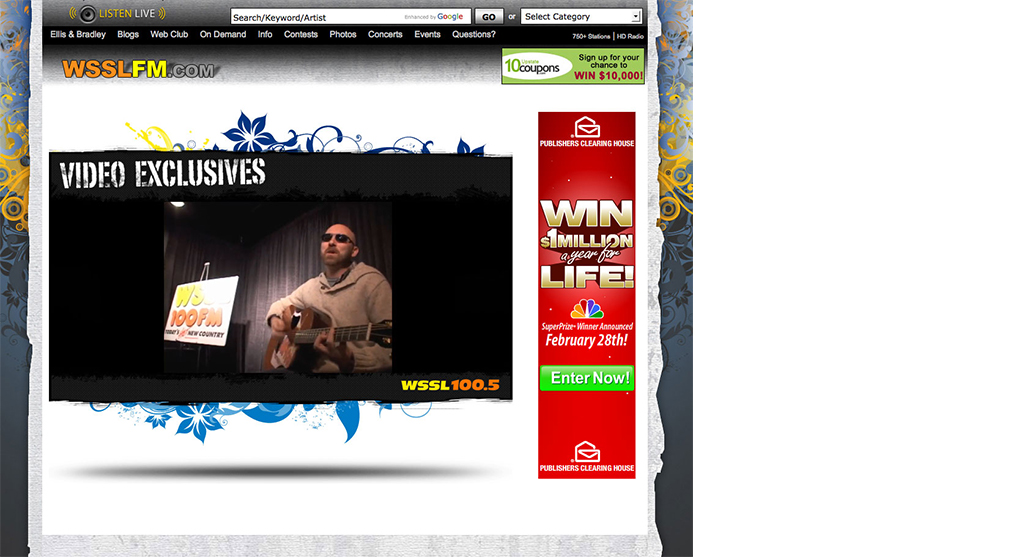 LISTEN LIVE
Search/Keyword/Artist
Enhanced by Google
GO
or
Select Category
Ellis & Bradley Blogs Web Club On Demand Info Contests Photos Concerts Events Questions?
750+ Stations | HD Radio
WSSLFM.COM
10 Upstate coupons
Sign up for your
chance to
WIN $10,000!
VIDEO EXCLUSIVES
WS
100FM
TODAY'S NEW COUNTRY
WSSL100.5
PUBLISHERS CLEARING HOUSE
WIN
$1MILLION
a year for
LIFE!
SuperPrize® Winner Announced
February 28th!
Enter Now!
PUBLISHERS CLEARING HOUSE